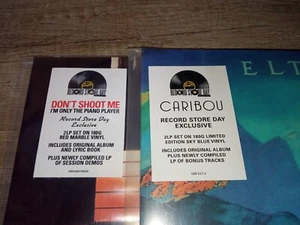 DON'T SHOOT ME
I'M ONLY THE PIANO PLAYER
Record Store Day
Exclusive
2LP SET ON 180G
RED MARBLE VINYL
INCLUDES ORIGINAL ALBUM
AND LYRIC BOOK
PLUS NEWLY COMPILED LP
OF SESSION DEMOS
ELT
CARIBOU
RECORD STORE DAY
EXCLUSIVE
2LP SET ON 180G LIMITED
EDITION SKY BLUE VINYL
INCLUDES ORIGINAL ALBUM
PLUS NEWLY COMPILED LP
OF BONUS TRACKS